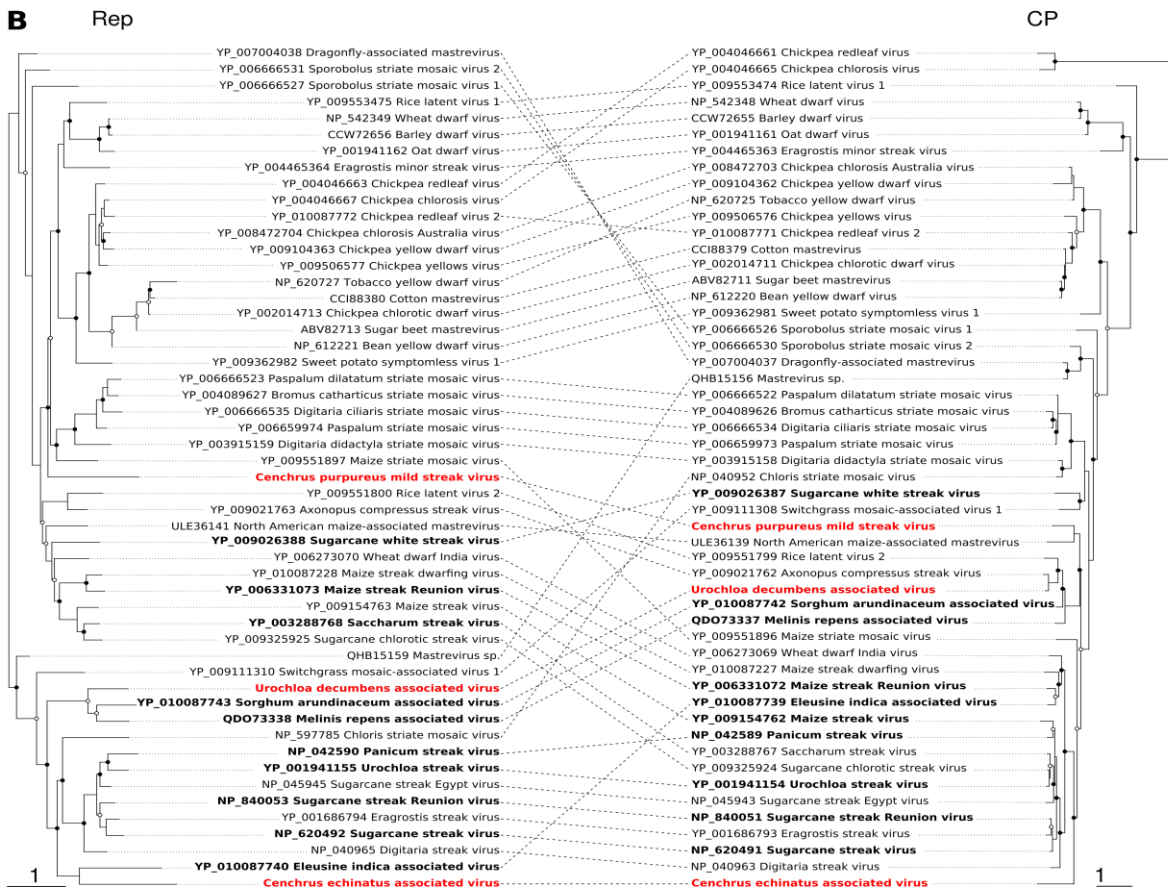 B Rep CP
YP_007004038 Dragonfly-associated mastrevirus YP_004046661 Chickpea redleaf virus
YP_006666531 Sporobolus striate mosaic virus 2 YP_004046665 Chickpea chlorosis virus
YP_006666527 Sporobolus striate mosaic virus 1 YP_009553474 Rice latent virus 1
YP_009553475 Rice latent virus 1 NP_542348 Wheat dwarf virus
NP_542349 Wheat dwarf virus CCW72655 Barley dwarf virus
CCW72656 Barley dwarf virus YP_001941161 Oat dwarf virus
YP_001941162 Oat dwarf virus YP_004465363 Eragrostis minor streak virus
YP_004465364 Eragrostis minor streak virus YP_008472703 Chickpea chlorosis Australia virus
YP_004046663 Chickpea redleaf virus YP_009104362 Chickpea yellow dwarf virus
YP_004046667 Chickpea chlorosis virus NP_620725 Tobacco yellow dwarf virus
YP_010087772 Chickpea redleaf virus 2 YP_009506576 Chickpea yellows virus
YP_008472704 Chickpea chlorosis Australia virus YP_010087771 Chickpea redleaf virus 2
YP_009104363 Chickpea yellow dwarf virus CCI88379 Cotton mastrevirus
YP_009506577 Chickpea yellows virus YP_002014711 Chickpea chlorotic dwarf virus
NP_620727 Tobacco yellow dwarf virus ABV82711 Sugar beet mastrevirus
CCI88380 Cotton mastrevirus NP_612220 Bean yellow dwarf virus
YP_002014713 Chickpea chlorotic dwarf virus YP_009362981 Sweet potato symptomless virus 1
ABV82713 Sugar beet mastrevirus YP_006666526 Sporobolus striate mosaic virus 1
NP_612221 Bean yellow dwarf virus YP_006666530 Sporobolus striate mosaic virus 2
YP_009362982 Sweet potato symptomless virus 1 YP_007004037 Dragonfly-associated mastrevirus
YP_006666523 Paspalum dilatatum striate mosaic virus QHB15156 Mastrevirus sp.
YP_004089627 Bromus catharticus striate mosaic virus YP_006666522 Paspalum dilatatum striate mosaic virus
YP_006666535 Digitaria ciliaris striate mosaic virus YP_004089626 Bromus catharticus striate mosaic virus
YP_006659974 Paspalum striate mosaic virus YP_006666534 Digitaria ciliaris striate mosaic virus
YP_003915159 Digitaria didactyla striate mosaic virus YP_006659973 Paspalum striate mosaic virus
YP_009551897 Maize striate mosaic virus YP_003915158 Digitaria didactyla striate mosaic virus
Cenchrus purpureus mild streak virus NP_040952 Chloris striate mosaic virus
YP_009551800 Rice latent virus 2 YP_009026387 Sugarcane white streak virus
YP_009021763 Axonopus compressus streak virus YP_009111308 Switchgrass mosaic-associated virus 1
ULE36141 North American maize-associated mastrevirus Cenchrus purpureus mild streak virus
YP_009026388 Sugarcane white streak virus ULE36139 North American maize-associated mastrevirus
YP_006273070 Wheat dwarf India virus YP_009551799 Rice latent virus 2
YP_010087228 Maize streak dwarfing virus YP_009021762 Axonopus compressus streak virus
YP_006331073 Maize streak Reunion virus Urochloa decumbens associated virus
YP_009154763 Maize streak virus YP_010087742 Sorghum arundinaceum associated virus
YP_003288768 Saccharum streak virus QDO73337 Melinis repens associated virus
YP_009325925 Sugarcane chlorotic streak virus YP_009551896 Maize striate mosaic virus
QHB15159 Mastrevirus sp. YP_006273069 Wheat dwarf India virus
YP_009111310 Switchgrass mosaic-associated virus 1 YP_010087227 Maize streak dwarfing virus
Urochloa decumbens associated virus YP_006331072 Maize streak Reunion virus
YP_010087743 Sorghum arundinaceum associated virus YP_010087739 Eleusine indica associated virus
QDO73338 Melinis repens associated virus YP_009154762 Maize streak virus
NP_597785 Chloris striate mosaic virus NP_042589 Panicum streak virus
NP_042590 Panicum streak virus YP_003288767 Saccharum streak virus
YP_001941155 Urochloa streak virus YP_009325924 Sugarcane chlorotic streak virus
NP_045945 Sugarcane streak Egypt virus YP_001941154 Urochloa streak virus
NP_840053 Sugarcane streak Reunion virus NP_045943 Sugarcane streak Egypt virus
YP_001686794 Eragrostis streak virus NP_840051 Sugarcane streak Reunion virus
NP_620492 Sugarcane streak virus YP_001686793 Eragrostis streak virus
NP_040965 Digitaria streak virus NP_620491 Sugarcane streak virus
YP_010087740 Eleusine indica associated virus NP_040963 Digitaria streak virus
1 Cenchrus echinatus associated virus Cenchrus echinatus associated virus 1